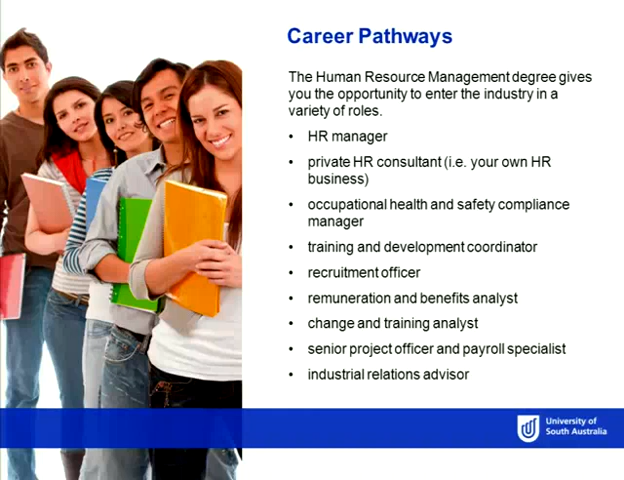 Career Pathways
The Human Resource Management degree gives
you the opportunity to enter the industry in a
variety of roles.
• HR manager
• private HR consultant (i.e. your own HR
business)
• occupational health and safety compliance
manager
• training and development coordinator
• recruitment officer
• remuneration and benefits analyst
• change and training analyst
• senior project officer and payroll specialist
• industrial relations advisor
University of
South Australia